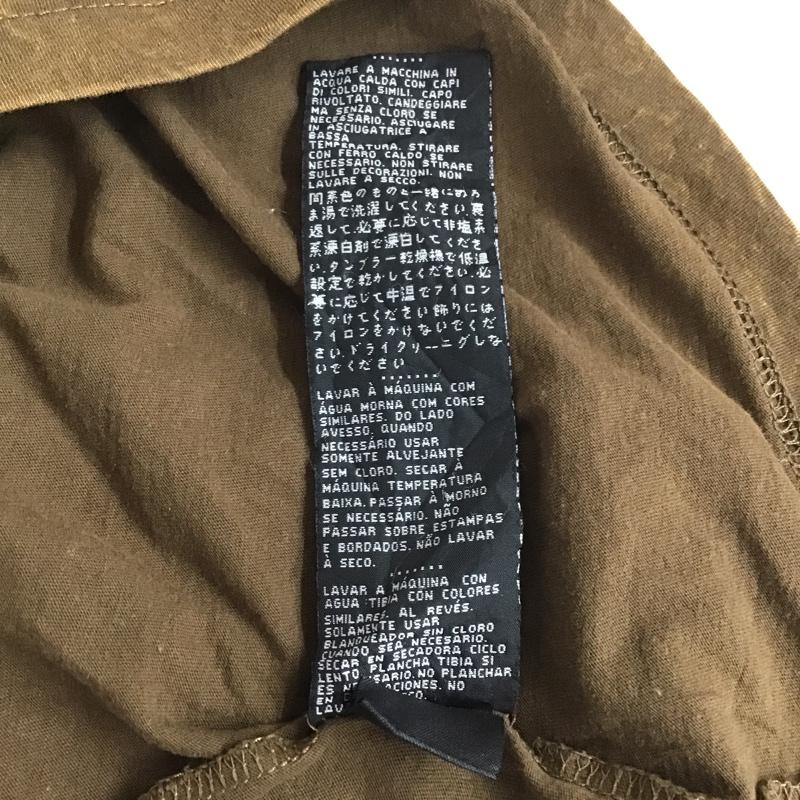 LAVARE A MACCHINA IN
ACQUA CALDA CON CAPI
DI COLORI SIMILI. CAPO
RIVOLTATO. CANDEGGIARE
MA SENZA CLORO SE
NECESSARIO. ASCIUGARE
IN ASCIUGATRICE A
BASSA
TEMPERATURA. STIRARE
CON FERRO CALDO SE
NECESSARIO. NON STIRARE
SULLE DECORAZIONI. NON
LAVARE A SECCO.
同系色のものと一緒にぬる
ま湯で洗濯してください.裏
返して.必要に応じて非塩素
系漂白剤で漂白してくださ
い.タンブラー乾燥機で低温
設定で乾かしてください.必
要に応じて中温でアイロン
をかけてください飾りには
アイロンをかけないでくだ
さい.ドライクリーニグしな
いでください
LAVAR À MÁQUINA COM
ÁGUA MORNA COM CORES
SIMILARES. DO LADO
AVESSO. QUANDO
NECESSÁRIO USAR
SOMENTE ALVEJANTE
SEM CLORO. SECAR À
MÁQUINA TEMPERATURA
BAIXA. PASSAR À MORNO
SE NECESSÁRIO. NÃO
PASSAR SOBRE ESTAMPAS
E BORDADOS. NÃO LAVAR
À SECO.
LAVAR A MÁQUINA CON
AGUA TIBIA CON COLORES
SIMILARES. AL REVÉS.
SOLAMENTE USAR
BLANQUEADOR SIN CLORO
CUANDO SEA NECESARIO.
SECAR EN SECADORA CICLO
LENTO. PLANCHA TIBIA SI
NO PLANCHAR
NO
EN